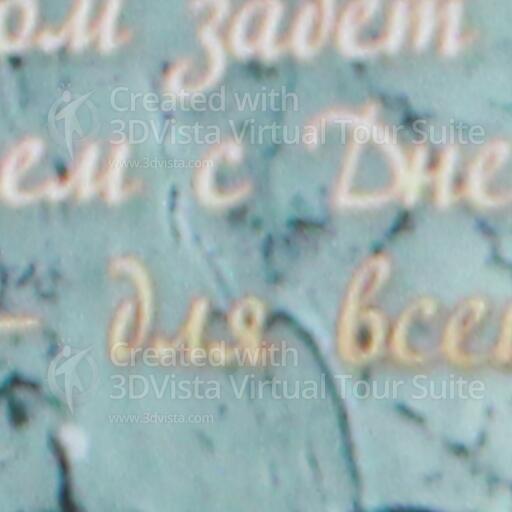 ом задет
Created with
3DVista Virtual Tour Suite
www.3dvista.com
ем с Дне
— для всег
Created with
3DVista Virtual Tour Suite
www.3dvista.com